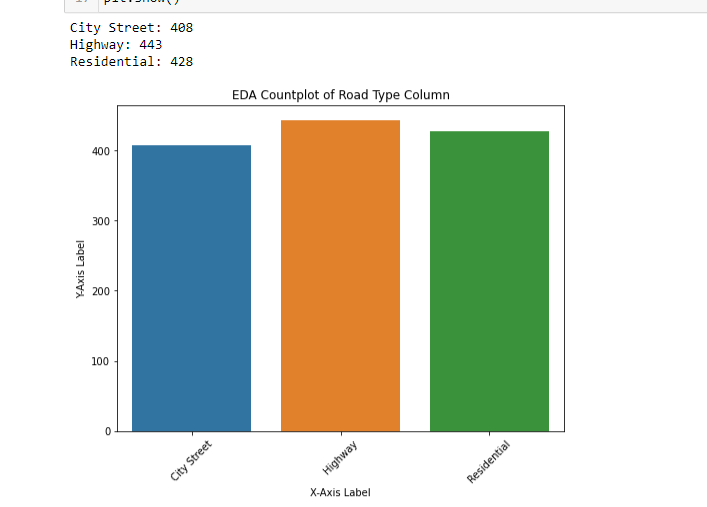 17 plt.show()
City Street: 408
Highway: 443
Residential: 428
EDA Countplot of Road Type Column
Y-Axis Label
400
300
200
100
0
City Street
Highway
Residential
X-Axis Label